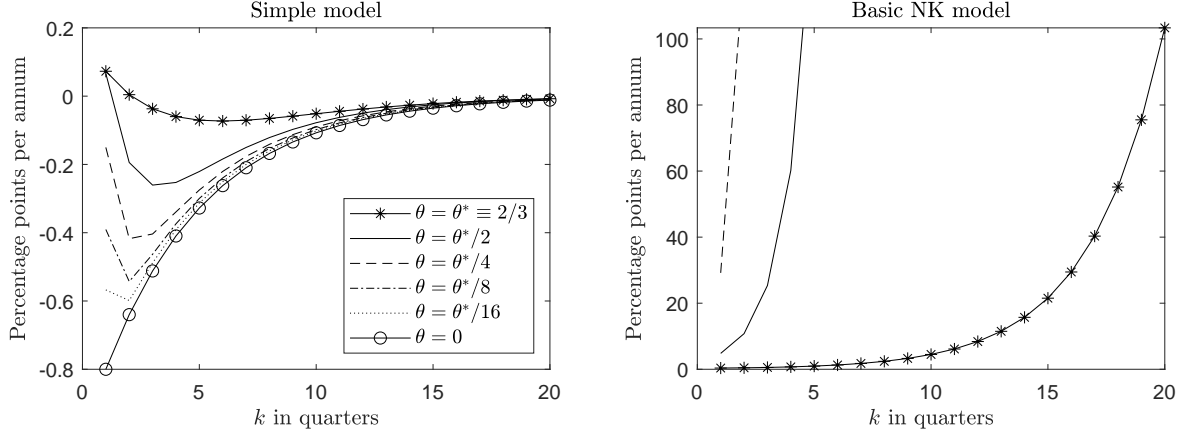 Simple model
Percentage points per annum
0.2
0
-0.2
-0.4
-0.6
-0.8
θ = θ* ≡ 2/3
θ = θ*/2
θ = θ*/4
θ = θ*/8
θ = θ*/16
θ = 0
0 5 10 15 20
k in quarters
Basic NK model
Percentage points per annum
100
80
60
40
20
0
0 5 10 15 20
k in quarters